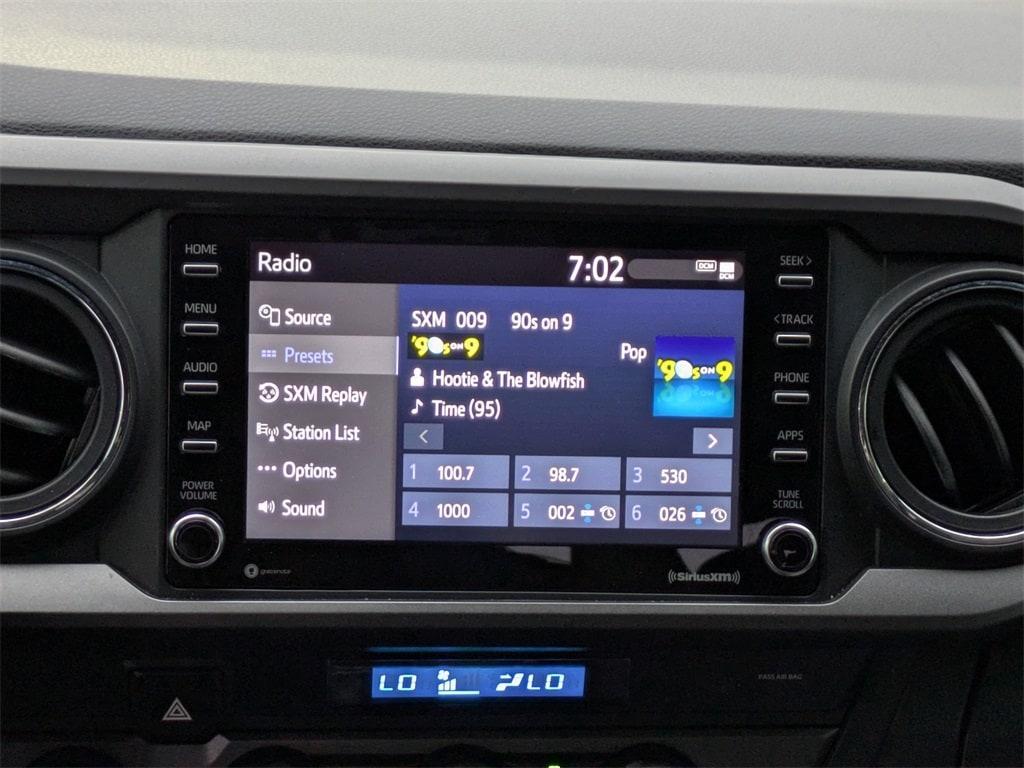 HOME
MENU
AUDIO
MAP
POWER
VOLUME
Radio
7:02
DCM
DCM
Source
Presets
SXM Replay
Station List
Options
Sound
SXM 009 90s on 9
'90s ON 9
Pop
'90s ON 9
Hootie & The Blowfish
Time (95)
< >
1 100.7
2 98.7
3 530
4 1000
5 002
6 026
SEEK >
< TRACK
PHONE
APPS
TUNE
SCROLL
gracenote
((SiriusXM))
LO LO
PASS AIR BAG